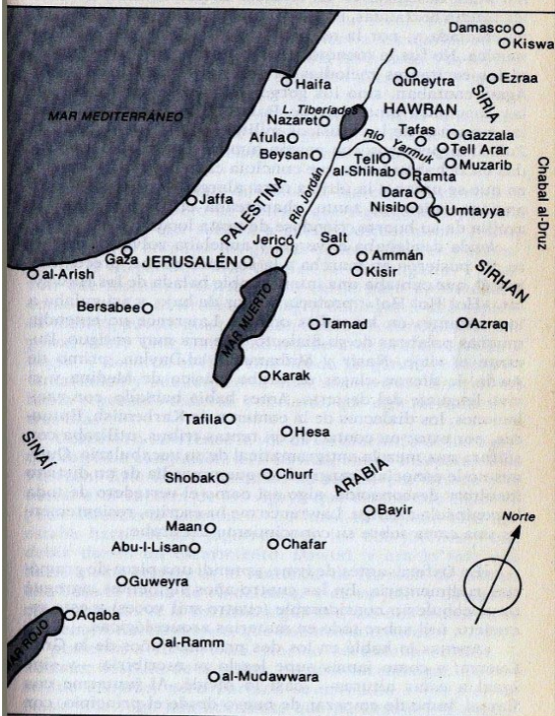 Damasco
Kiswa
Haifa
Quneytra
Ezraa
SIRIA
MAR MEDITERRÁNEO
L. Tiberíades
HAWRAN
Nazaret
Tafas
Gazzala
Afula
Río Yarmuk
Tell Arar
Beysan
Tell
al-Shihab
Muzarib
Ramta
Chabal al-Druz
Dara
Jaffa
PALESTINA
Río Jordán
Nisib
Umtayya
Gaza
JERUSALÉN
Jericó
Salt
Ammán
al-Arish
Kisir
SIRHAN
Bersabee
MAR MUERTO
Tamad
Azraq
Karak
Tafila
Hesa
SINAÍ
Shobak
Churf
ARABIA
Bayir
Maan
Norte
Abu-Lisan
Chafar
Guweyra
Aqaba
MAR ROJO
al-Ramm
al-Mudawwara